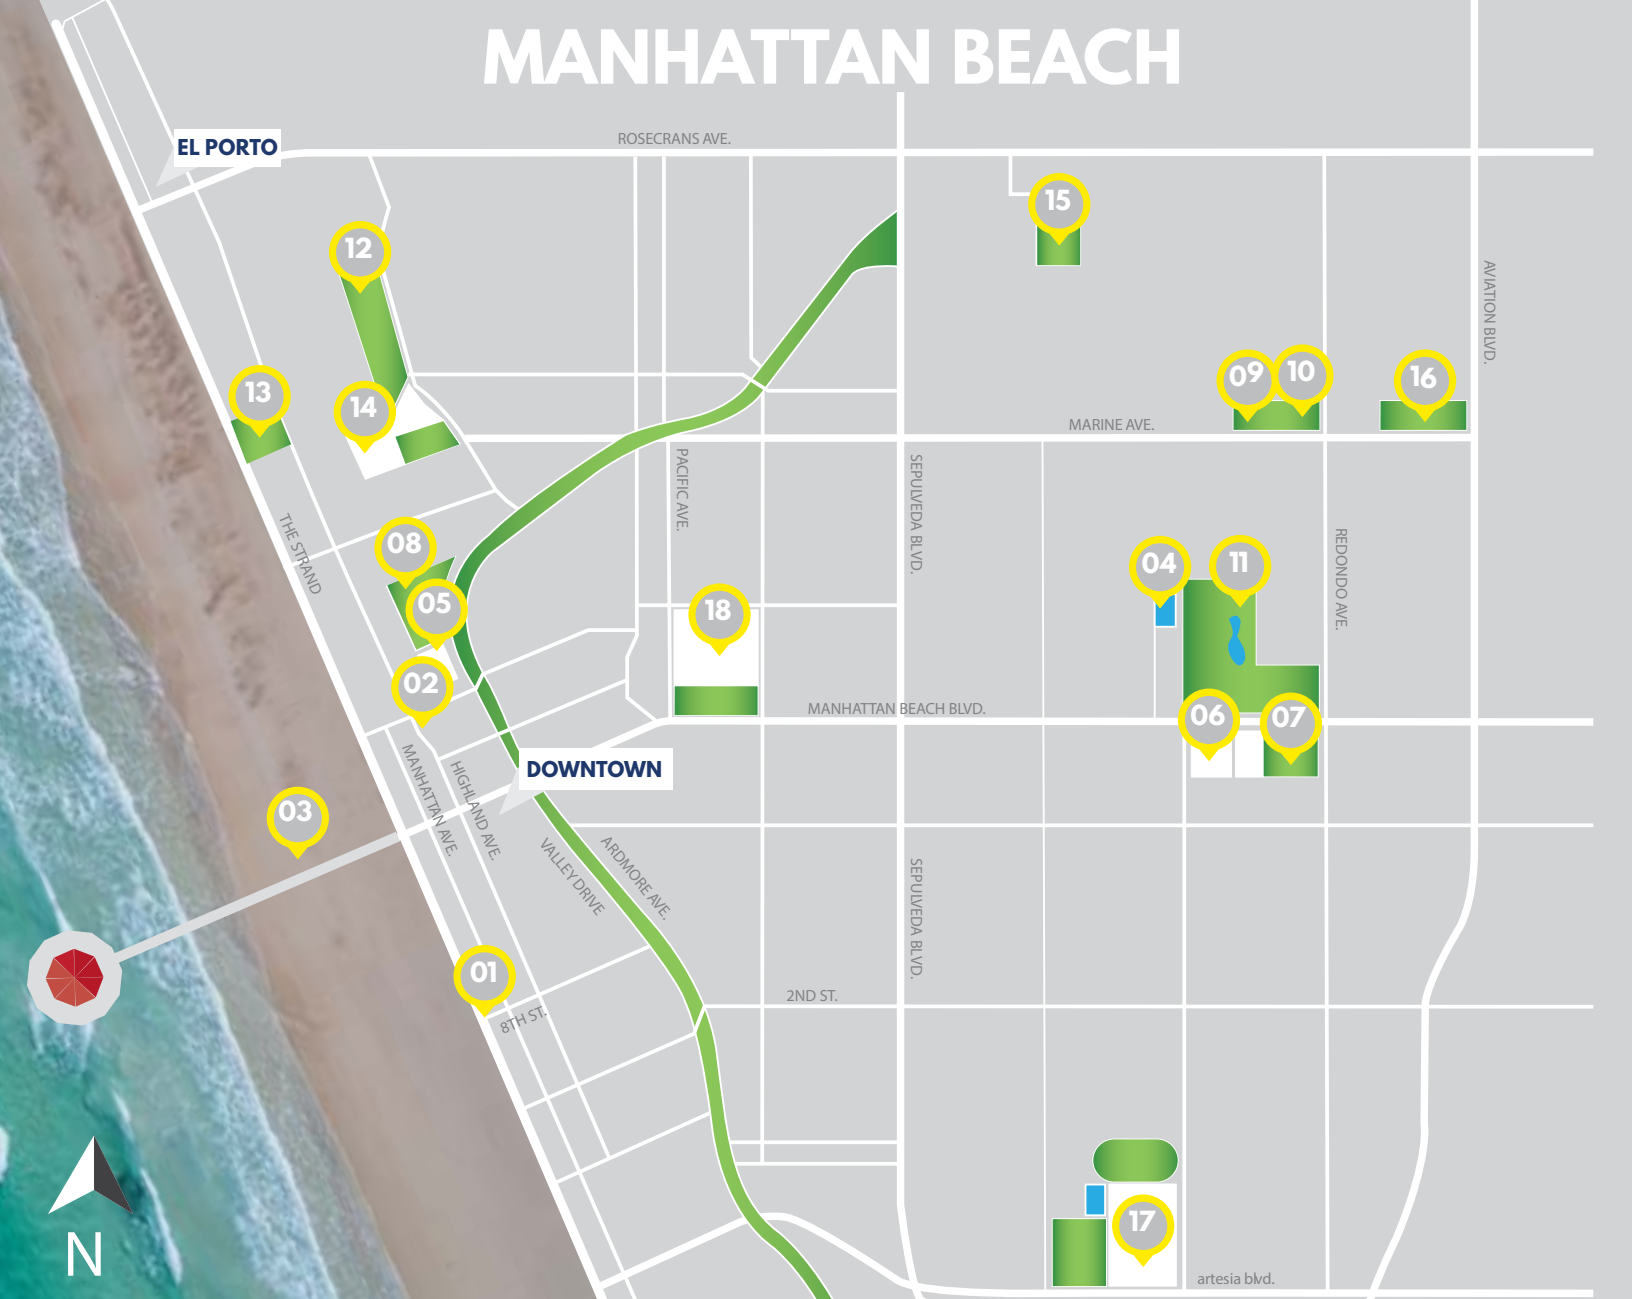 MANHATTAN BEACH
ROSECRANS AVE.
EL PORTO
15
12
AVIATION BLVD.
09
10
16
13
14
MARINE AVE.
PACIFIC AVE.
SEPULVEDA BLVD.
THE STRAND
REDONDO AVE.
08
04
11
05
18
02
MANHATTAN BEACH BLVD.
06
07
DOWNTOWN
MANHATTAN AVE.
HIGHLAND AVE.
03
VALLEY DRIVE
ARDMORE AVE.
SEPULVEDA BLVD.
01
2ND ST.
8TH ST.
17
N
artesia blvd.